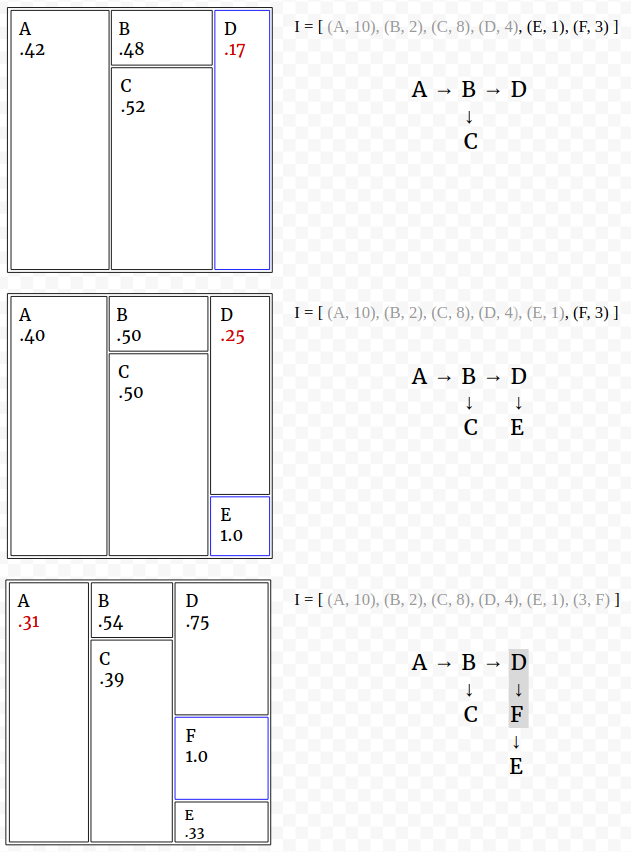 A B D I = [ (A, 10), (B, 2), (C, 8), (D, 4), (E, 1), (F, 3) ]
.42 .48 .17
C
.52
A → B → D
↓
C
A B D I = [ (A, 10), (B, 2), (C, 8), (D, 4), (E, 1), (F, 3) ]
.40 .50 .25
C
.50
A → B → D
↓ ↓
C E
E
1.0
A B D I = [ (A, 10), (B, 2), (C, 8), (D, 4), (E, 1), (3, F) ]
.31 .54 .75
C
.39
A → B → D
↓ ↓
C F
↓
E
F
1.0
E
.33